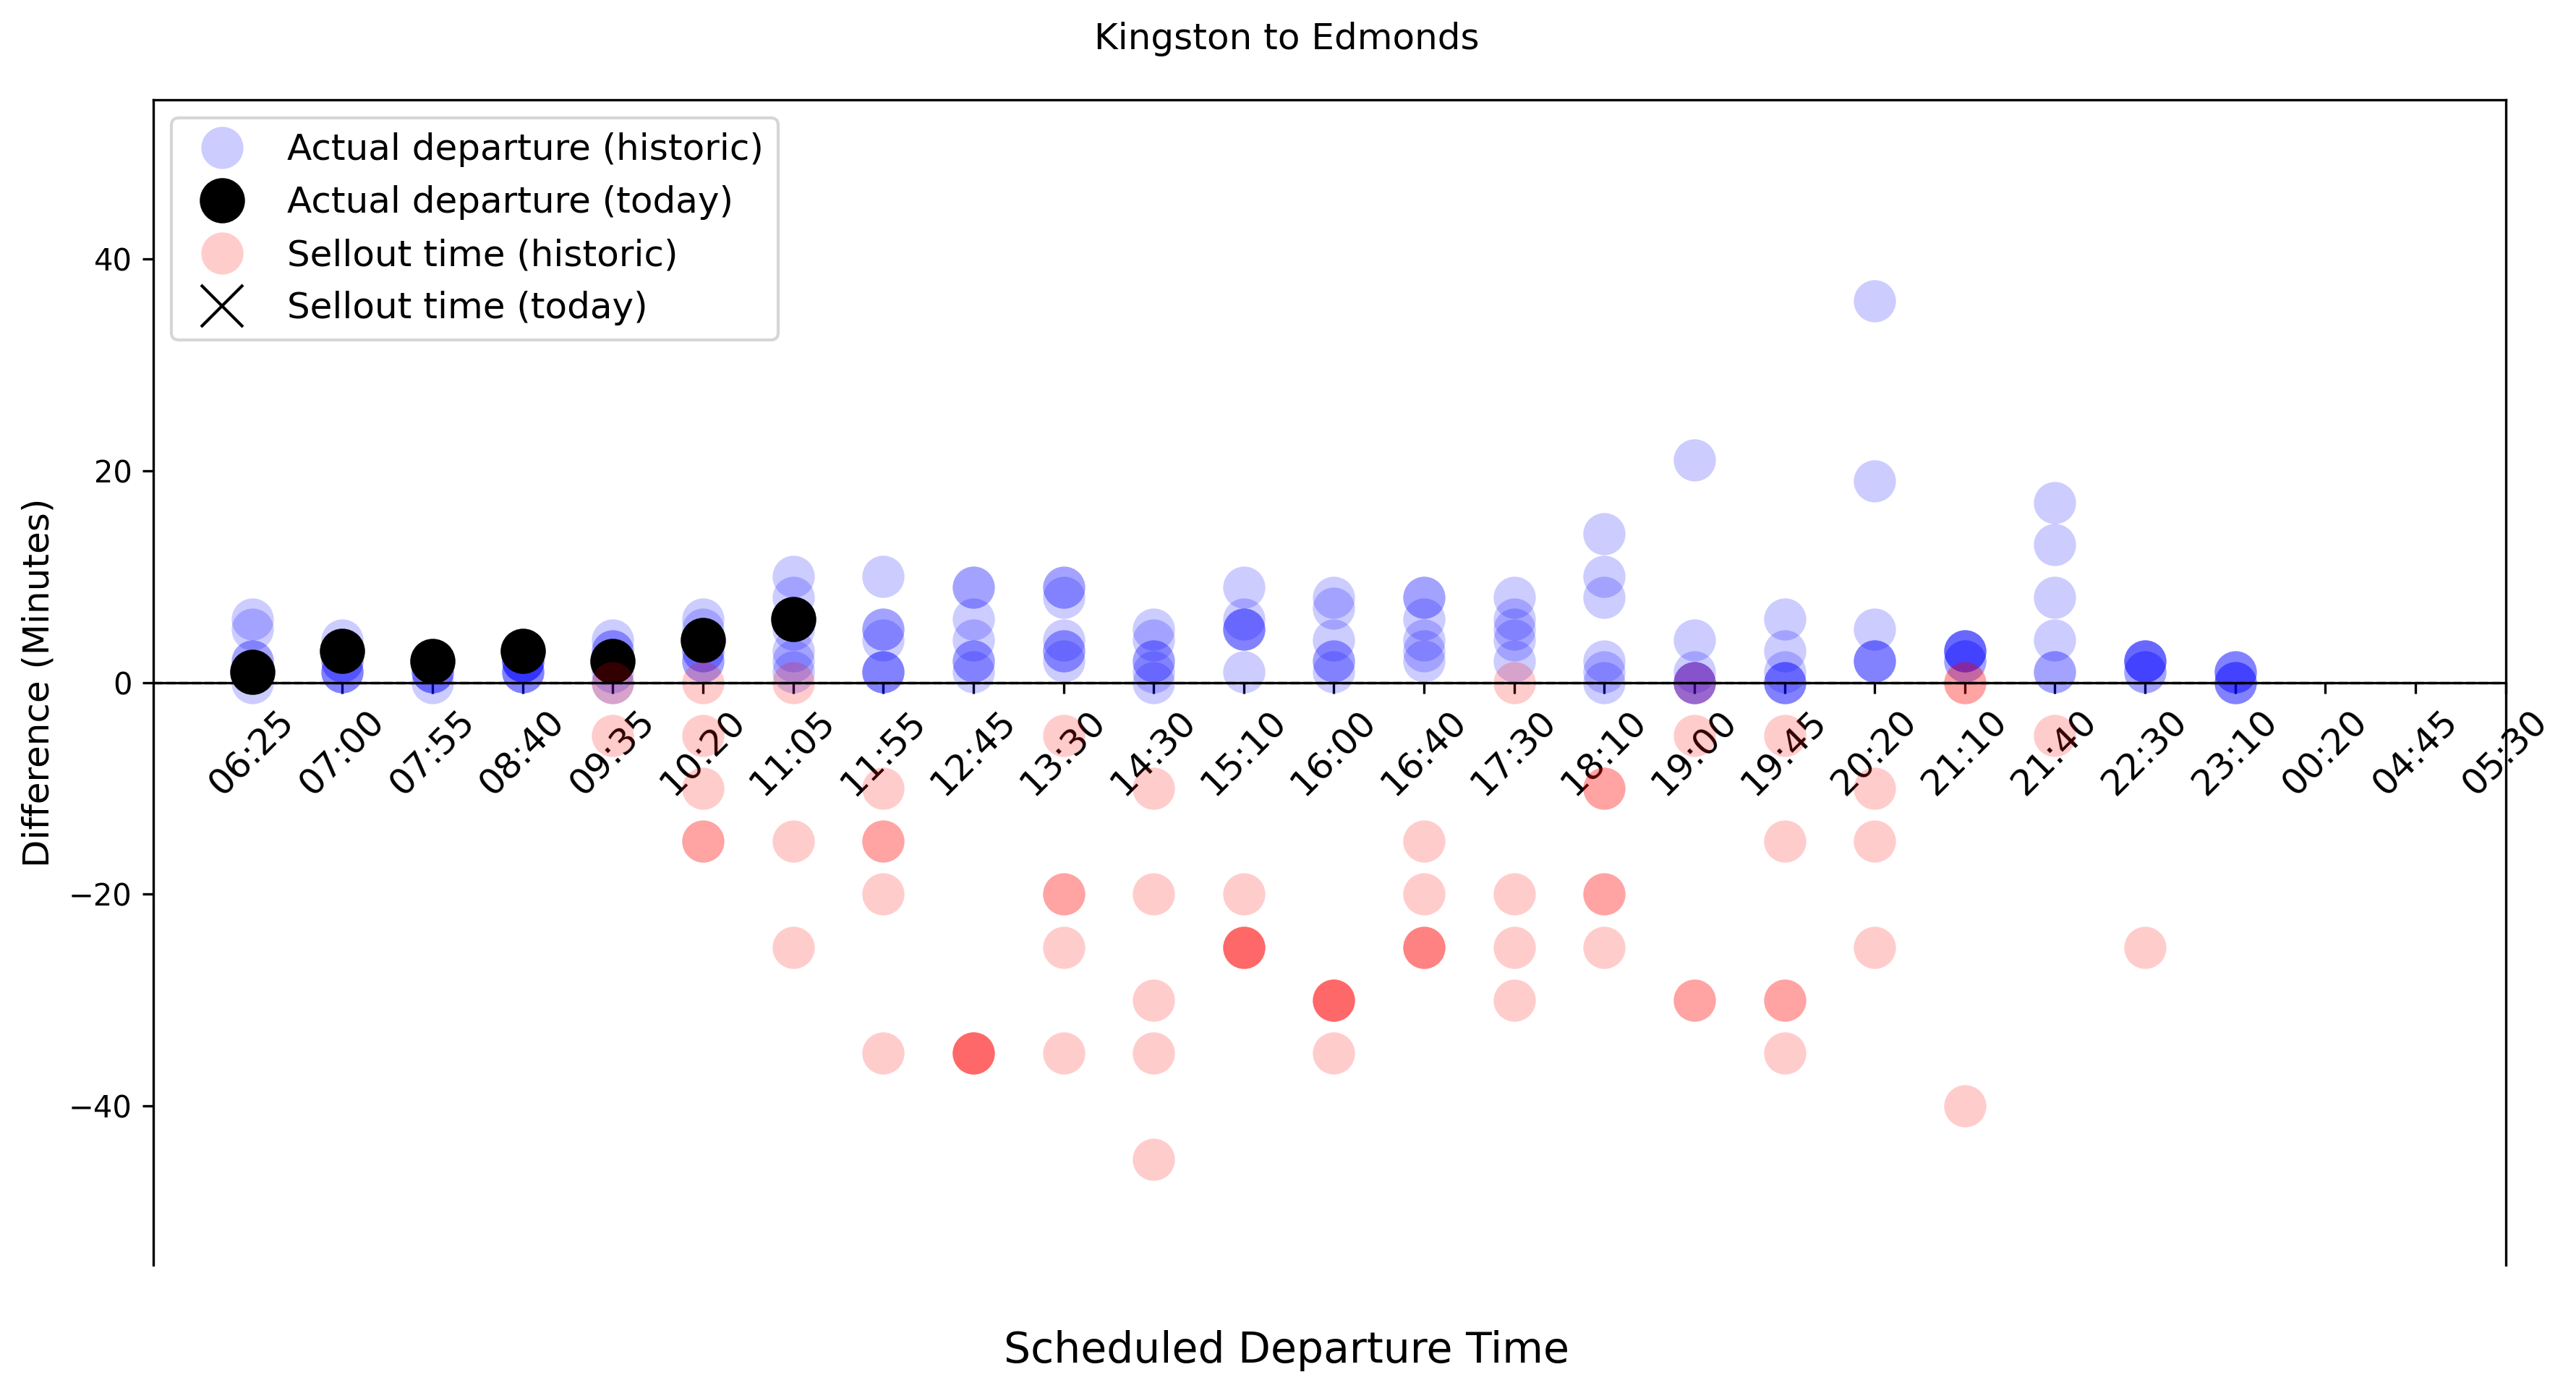 Kingston to Edmonds
Actual departure (historic)
Actual departure (today)
Sellout time (historic)
Sellout time (today)
Difference (Minutes)
40
20
0
−20
−40
06:25 07:00 07:55 08:40 09:35 10:20 11:05 11:55 12:45 13:30 14:30 15:10 16:00 16:40 17:30 18:10 19:00 19:45 20:20 21:10 21:40 22:30 23:10 00:20 04:45 05:30
Scheduled Departure Time